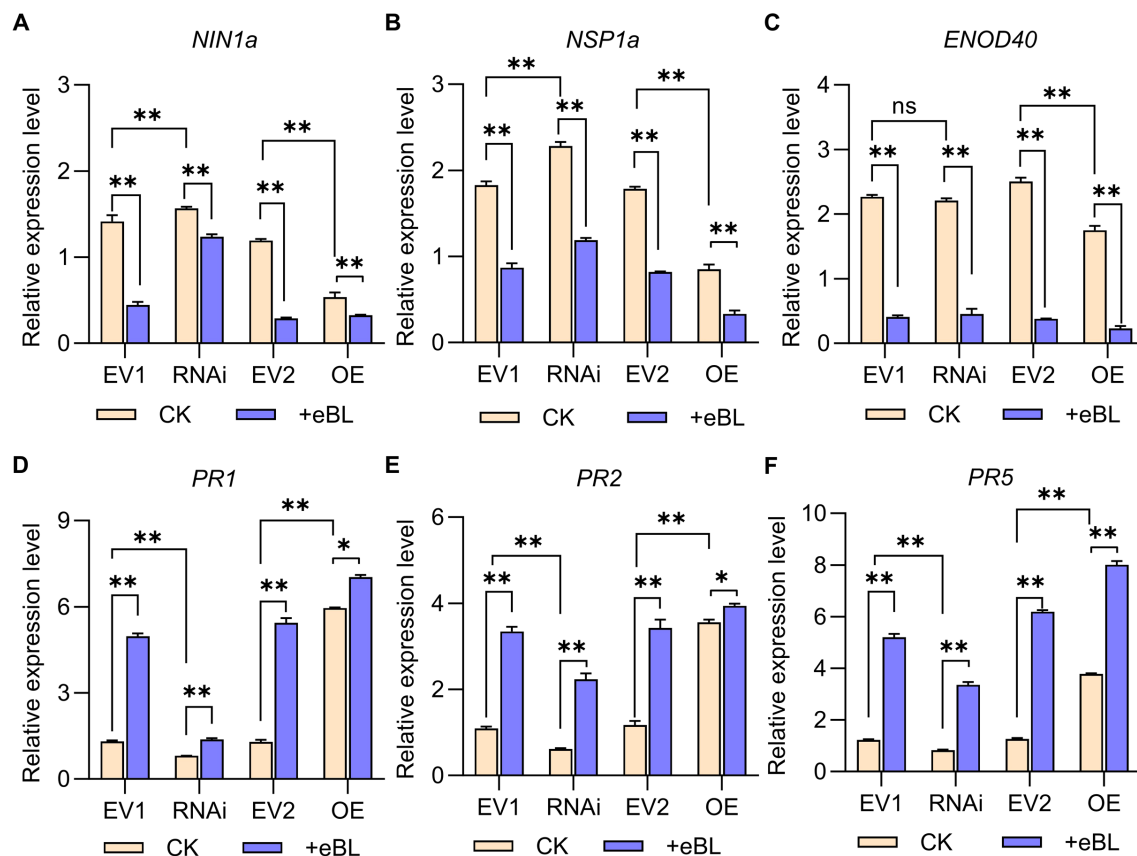 A
NIN1a
Relative expression level
3
2
1
0
**
**
**
**
**
**
EV1 RNAi EV2 OE
CK +eBL
B
NSP1a
Relative expression level
3
2
1
0
**
**
**
**
**
**
EV1 RNAi EV2 OE
CK +eBL
C
ENOD40
Relative expression level
4
3
2
1
0
ns
**
**
**
**
**
EV1 RNAi EV2 OE
CK +eBL
D
PR1
Relative expression level
9
6
3
0
**
**
**
**
**
*
EV1 RNAi EV2 OE
CK +eBL
E
PR2
Relative expression level
6
4
2
0
**
**
**
**
**
*
EV1 RNAi EV2 OE
CK +eBL
F
PR5
Relative expression level
10
8
6
4
2
0
**
**
**
**
**
**
EV1 RNAi EV2 OE
CK +eBL